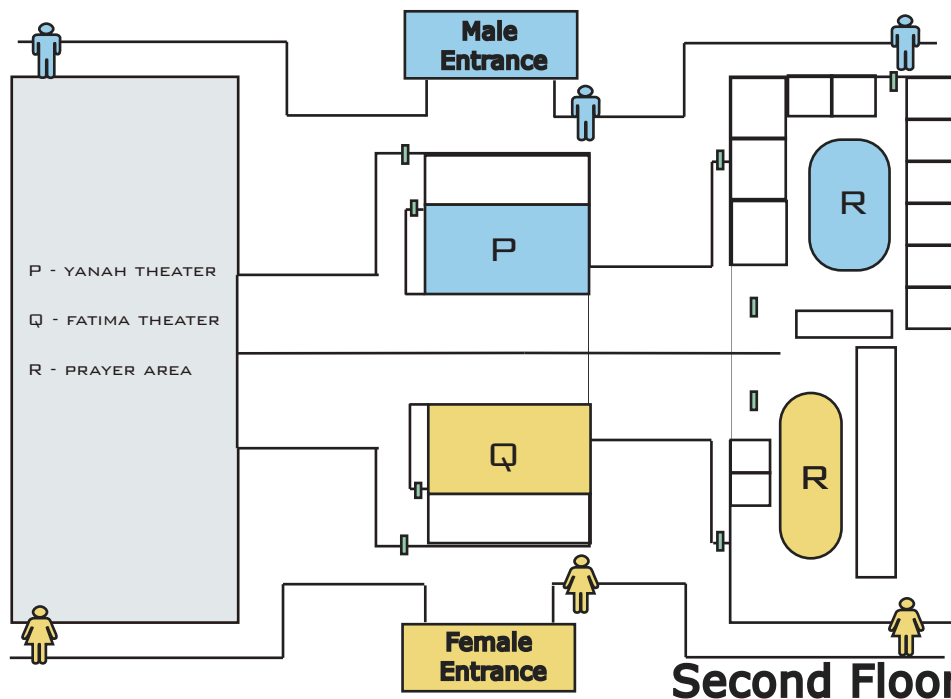 Male
Entrance
R
P
P - YANAH THEATER
Q - FATIMA THEATER
R - PRAYER AREA
Q
R
Female
Entrance
Second Floor